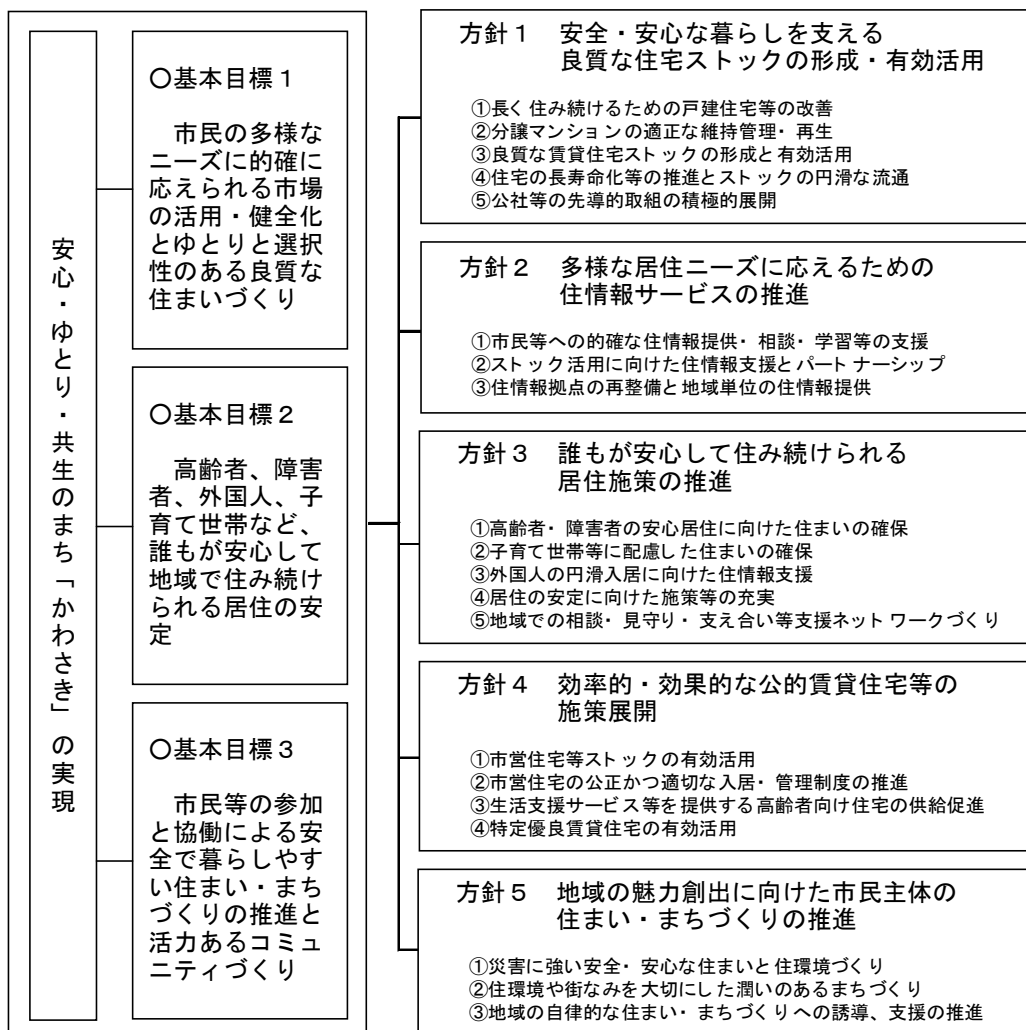 安心・ゆとり・共生のまち「かわさき」の実現
○基本目標１
市民の多様な
ニーズに的確に
応えられる市場
の活用・健全化
とゆとりと選択
性のある良質な
住まいづくり
○基本目標２
高齢者、障害
者、外国人、子
育て世帯など、
誰もが安心して
地域で住み続け
られる居住の安
定
○基本目標３
市民等の参加
と協働による安
全で暮らしやす
い住まい・まち
づくりの推進と
活力あるコミュ
ニティづくり
方針１　安全・安心な暮らしを支える
良質な住宅ストックの形成・有効活用
①長く住み続けるための戸建住宅等の改善
②分譲マンションの適正な維持管理・再生
③良質な賃貸住宅ストックの形成と有効活用
④住宅の長寿命化等の推進とストックの円滑な流通
⑤公社等の先導的取組の積極的展開
方針２　多様な居住ニーズに応えるための
住情報サービスの推進
①市民等への的確な住情報提供・相談・学習等の支援
②ストック活用に向けた住情報支援とパートナーシップ
③住情報拠点の再整備と地域単位の住情報提供
方針３　誰もが安心して住み続けられる
居住施策の推進
①高齢者・障害者の安心居住に向けた住まいの確保
②子育て世帯等に配慮した住まいの確保
③外国人の円滑入居に向けた住情報支援
④居住の安定に向けた施策等の充実
⑤地域での相談・見守り・支え合い等支援ネットワークづくり
方針４　効率的・効果的な公的賃貸住宅等の
施策展開
①市営住宅等ストックの有効活用
②市営住宅の公正かつ適切な入居・管理制度の推進
③生活支援サービス等を提供する高齢者向け住宅の供給促進
④特定優良賃貸住宅の有効活用
方針５　地域の魅力創出に向けた市民主体の
住まい・まちづくりの推進
①災害に強い安全・安心な住まいと住環境づくり
②住環境や街なみを大切にした潤いのあるまちづくり
③地域の自律的な住まい・まちづくりへの誘導、支援の推進